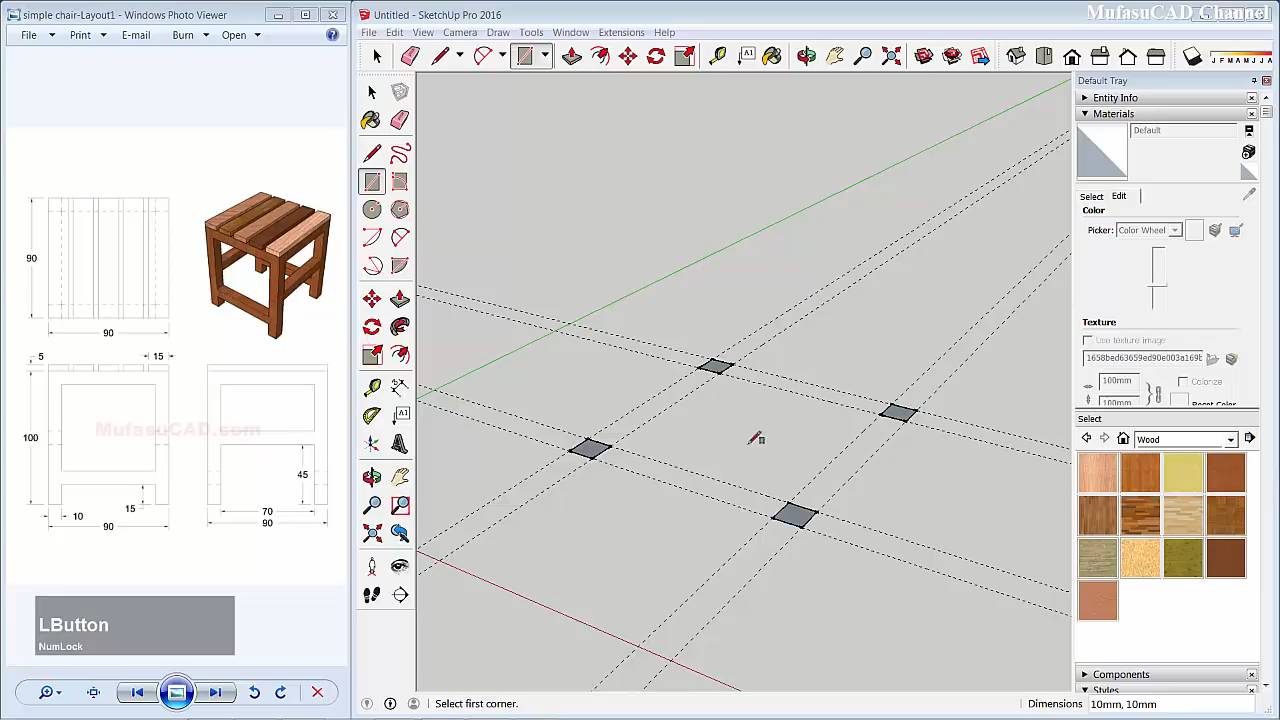 simple chair-Layout1 - Windows Photo Viewer
File Print E-mail Burn Open
90
90
5 15
MufasuCAD.com
100
45
15
10
70
90
90
LButton
NumLock
Untitled - SketchUp Pro 2016
MufasuCAD Channel
File Edit View Camera Draw Tools Window Extensions Help
A1
J F M A M J J A
A1
Select first corner.
Dimensions 10mm, 10mm
Default Tray
Entity Info
Materials
Default
Select Edit
Color
Picker: Color Wheel
Texture
Use texture image
1658bed63659ed90e003a169b
100mm
Colorize
100mm
Reset Color
Select
Wood
Components
Styles